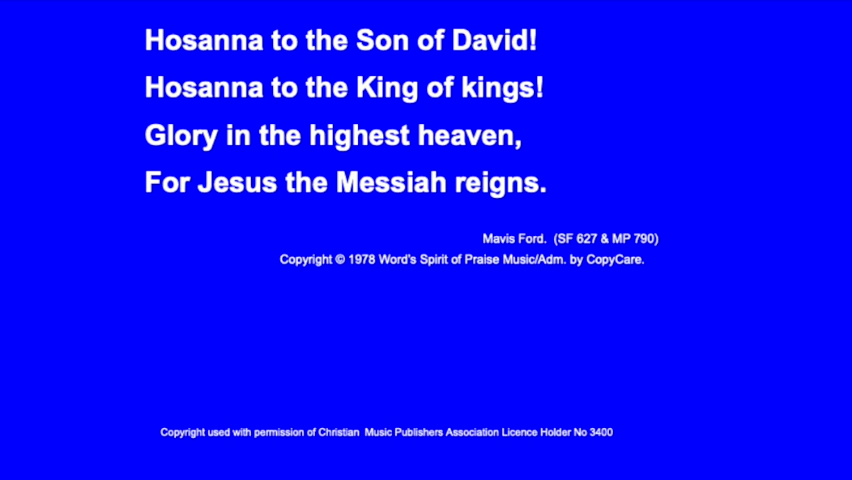 Hosanna to the Son of David!
Hosanna to the King of kings!
Glory in the highest heaven,
For Jesus the Messiah reigns.
Mavis Ford.  (SF 627 & MP 790)
Copyright © 1978 Word's Spirit of Praise Music/Adm. by CopyCare.
Copyright used with permission of Christian  Music Publishers Association Licence Holder No 3400